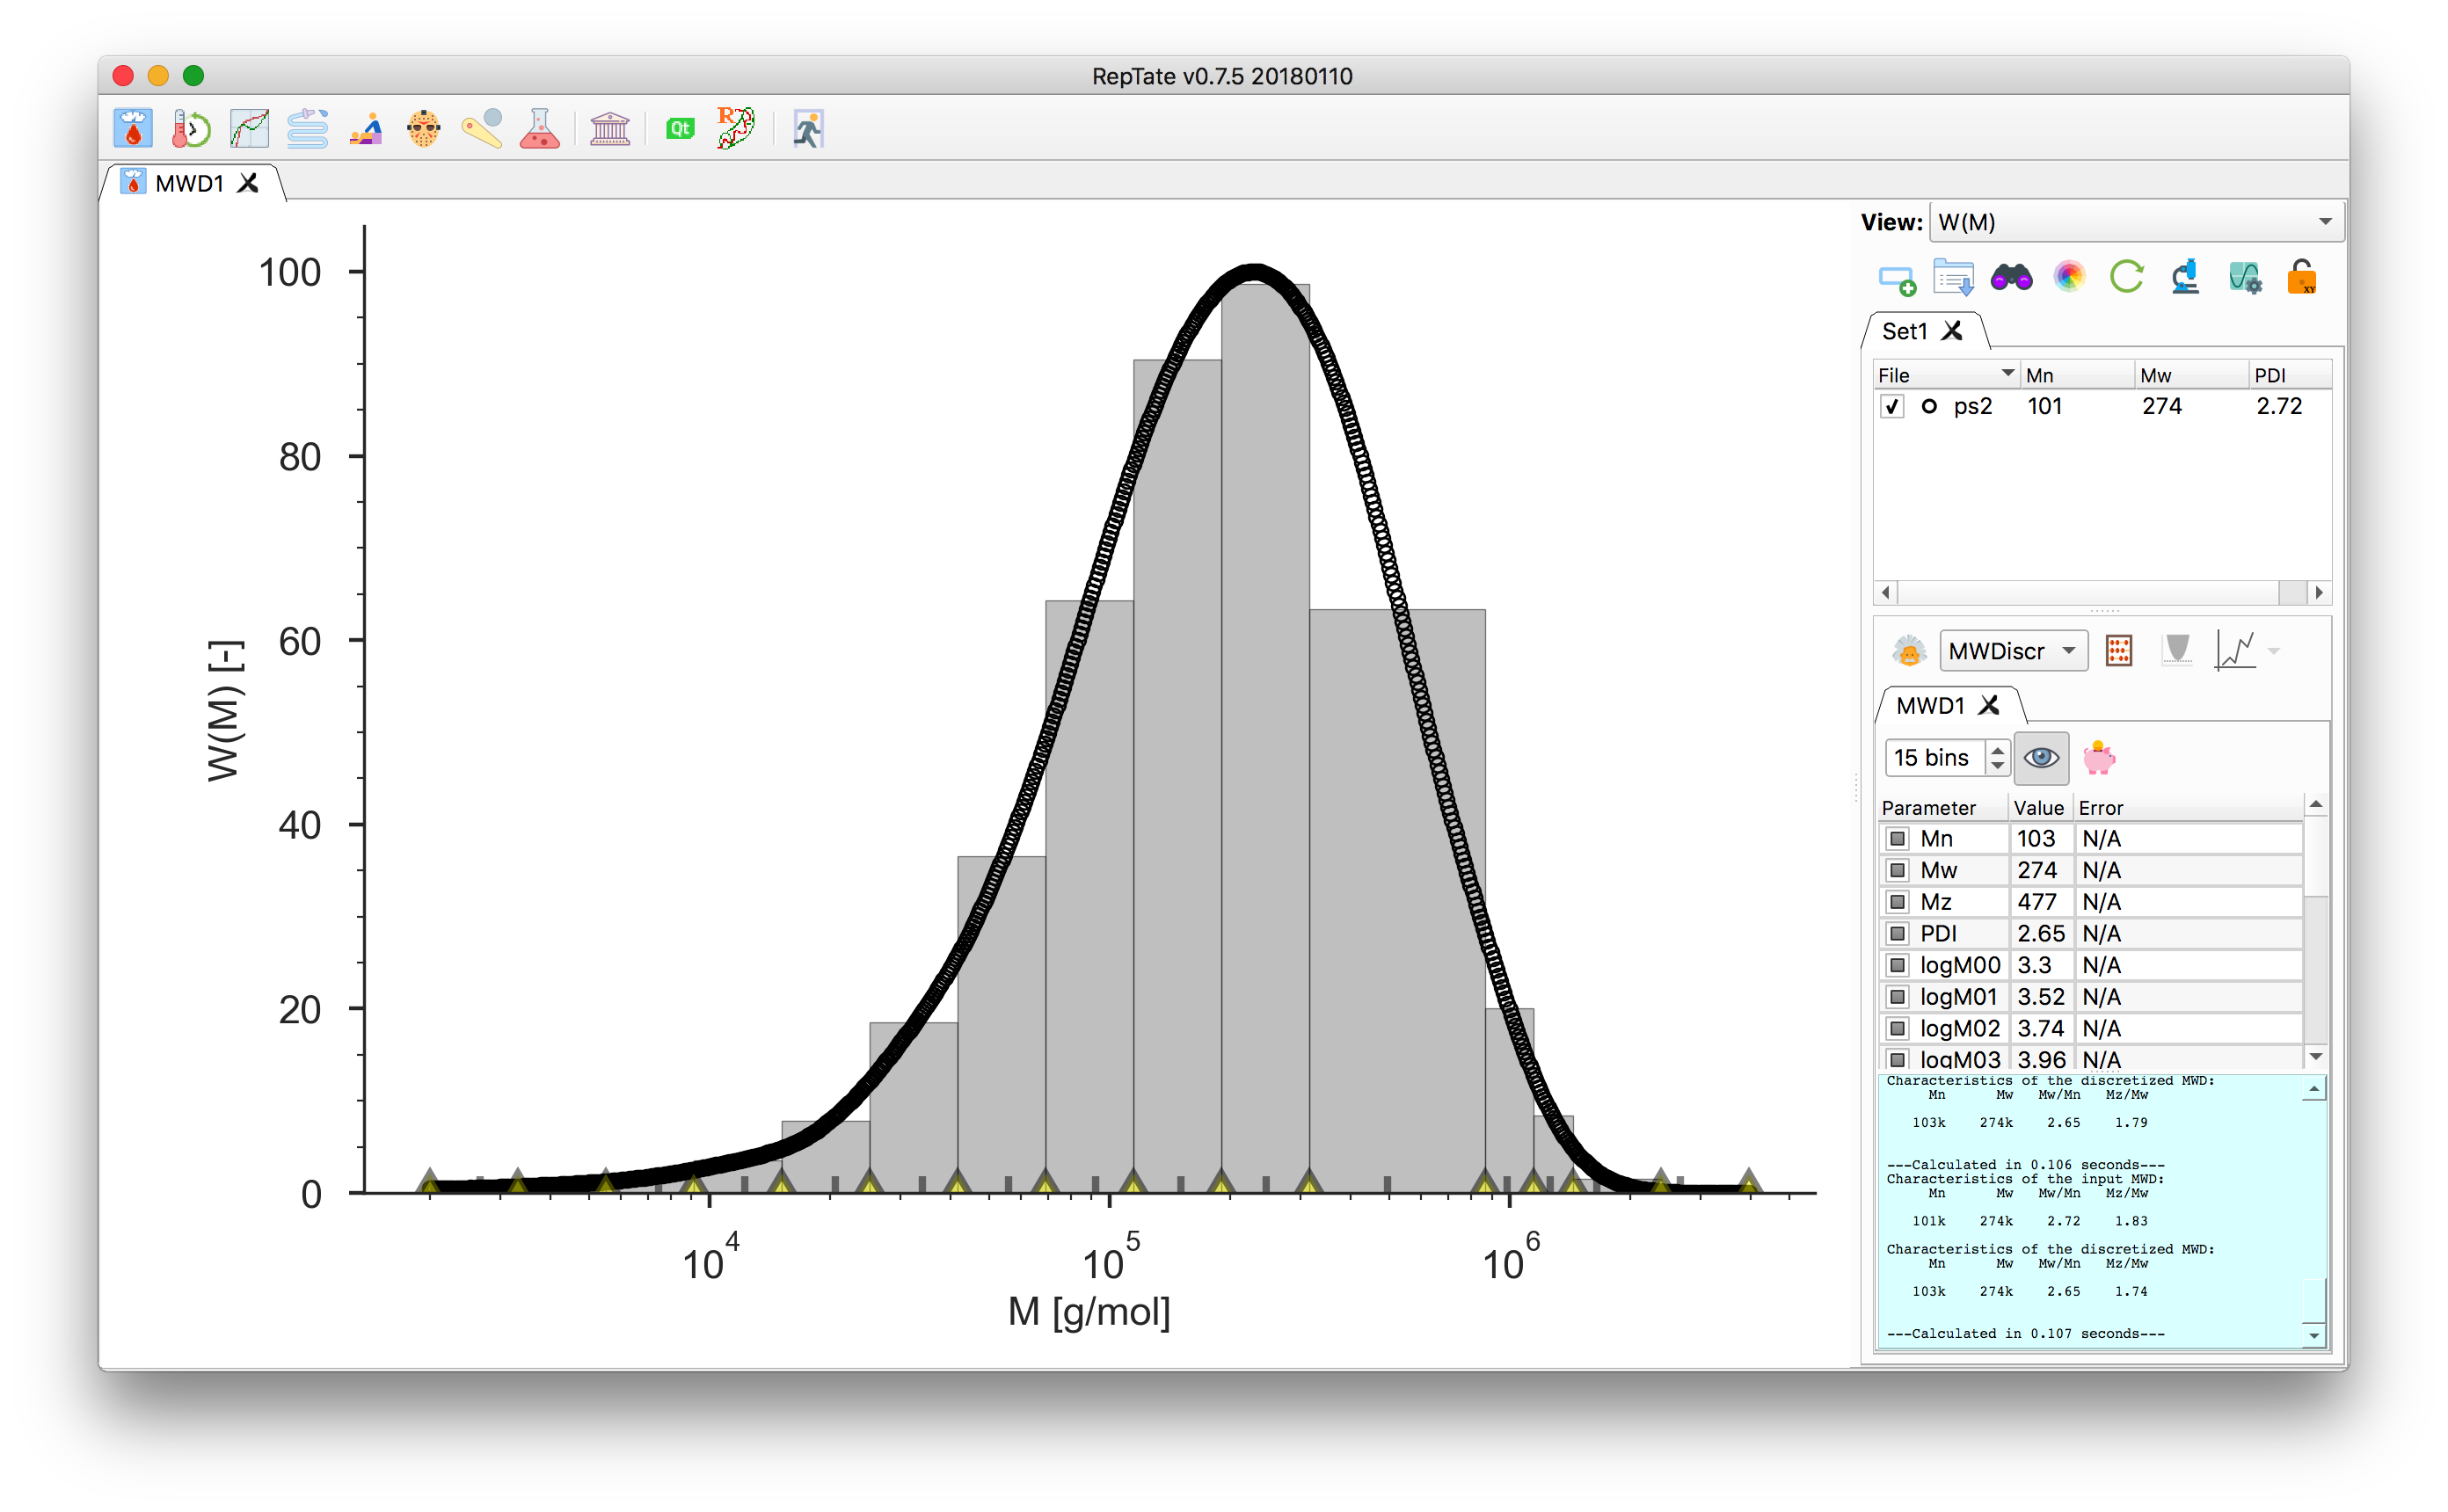 RepTate v0.7.5 20180110
Qt
R
MWD1
View: W(M)
XY
Set1
File Mn Mw PDI
ps2 101 274 2.72
MWDiscr
MWD1
15 bins
Parameter Value Error
Mn 103 N/A
Mw 274 N/A
Mz 477 N/A
PDI 2.65 N/A
logM00 3.3 N/A
logM01 3.52 N/A
logM02 3.74 N/A
logM03 3.96 N/A
Characteristics of the discretized MWD:
Mn Mw Mw/Mn Mz/Mw
103k 274k 2.65 1.79
---Calculated in 0.106 seconds---
Characteristics of the input MWD:
Mn Mw Mw/Mn Mz/Mw
101k 274k 2.72 1.83
Characteristics of the discretized MWD:
Mn Mw Mw/Mn Mz/Mw
103k 274k 2.65 1.74
---Calculated in 0.107 seconds---
W(M) [-]
100
80
60
40
20
0
10^4 10^5 10^6
M [g/mol]